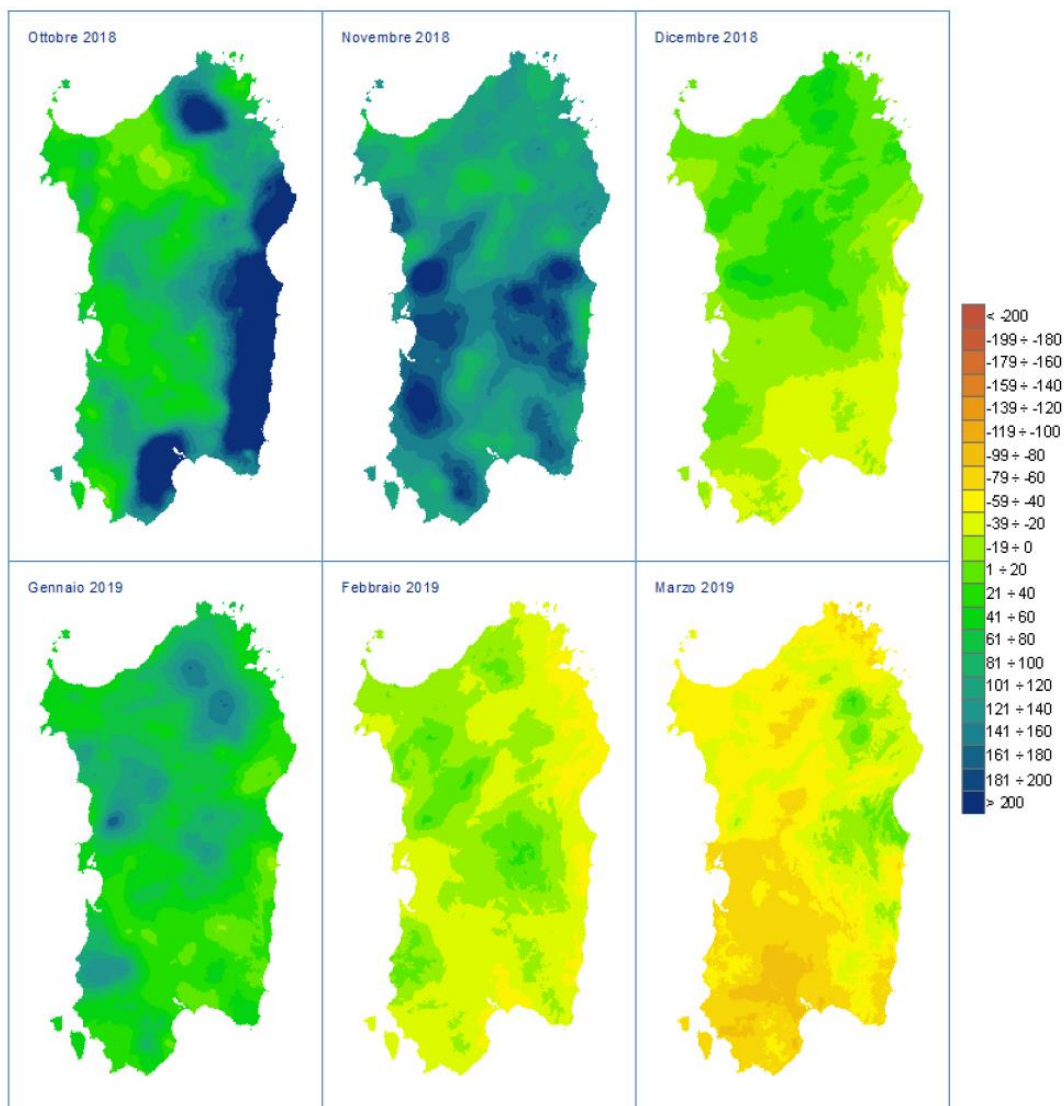 Ottobre 2018
Novembre 2018
Dicembre 2018
Gennaio 2019
Febbraio 2019
Marzo 2019
< -200
-199 ÷ -180
-179 ÷ -160
-159 ÷ -140
-139 ÷ -120
-119 ÷ -100
-99 ÷ -80
-79 ÷ -60
-59 ÷ -40
-39 ÷ -20
-19 ÷ 0
1 ÷ 20
21 ÷ 40
41 ÷ 60
61 ÷ 80
81 ÷ 100
101 ÷ 120
121 ÷ 140
141 ÷ 160
161 ÷ 180
181 ÷ 200
> 200